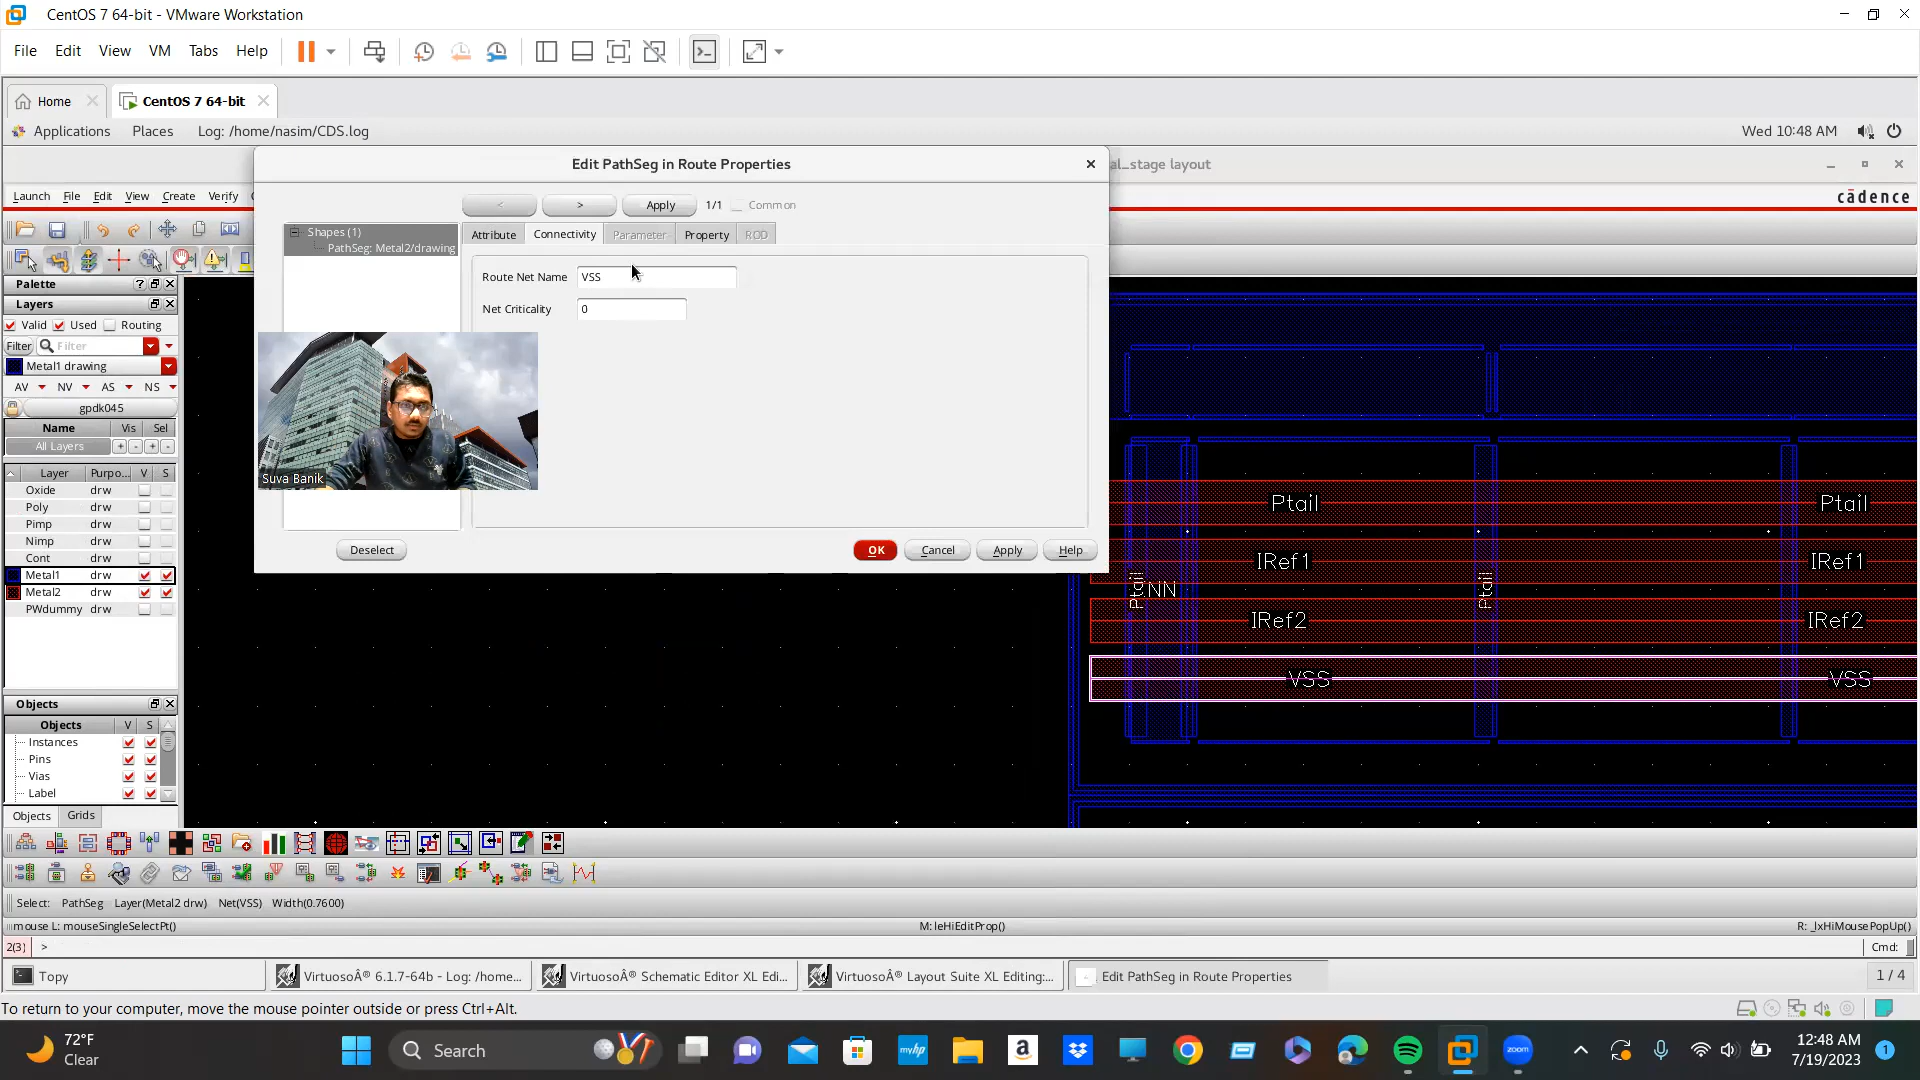 CentOS 7 64-bit - VMware Workstation
File Edit View VM Tabs Help
Home CentOS 7 64-bit
Applications Places Log: /home/nasim/CDS.log Wed 10:48 AM
Edit PathSeg in Route Properties
al_stage layout
Launch File Edit View Create Verify
cādence
< > Apply 1/1 Common
Shapes (1)
PathSeg: Metal2/drawing
Attribute Connectivity Parameter Property ROD
Route Net Name VSS
Net Criticality 0
Palette
Layers
Valid Used Routing
Filter Filter
Metal1 drawing
AV NV AS NS
gpdk045
Name Vis Sel
All Layers + - + -
Layer Purpo... V S
Oxide drw
Poly drw
Pimp drw
Nimp drw
Cont drw
Metal1 drw
Metal2 drw
PWdummy drw
Suva Banik
Deselect OK Cancel Apply Help
Ptail Ptail
IRef1 IRef1
Ptail NN Ptail
IRef2 IRef2
VSS VSS
Objects
Objects V S
Instances
Pins
Vias
Label
Objects Grids
Select: PathSeg Layer(Metal2 drw) Net(VSS) Width(0.7600)
mouse L: mouseSingleSelectPt() M: leHiEditProp() R: _lxHiMousePopUp()
2(3) > Cmd:
Topy VirtuosoÂ® 6.1.7-64b - Log: /home... VirtuosoÂ® Schematic Editor XL Edi... VirtuosoÂ® Layout Suite XL Editing:... Edit PathSeg in Route Properties 1 / 4
To return to your computer, move the mouse pointer outside or press Ctrl+Alt.
72°F
Clear
Search
myhp
a
zoom
12:48 AM
7/19/2023
1